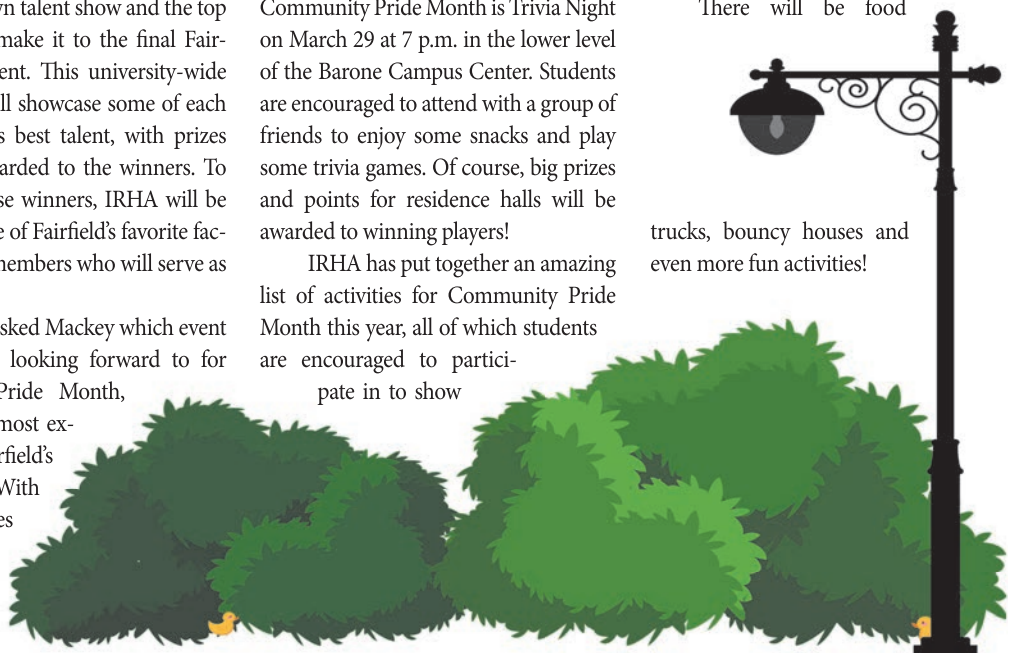 vn talent show and the top
make it to the final Fair-
ent. This university-wide
ll showcase some of each
s best talent, with prizes
arded to the winners. To
se winners, IRHA will be
e of Fairfield's favorite fac-
members who will serve as
sked Mackey which event
looking forward to for
Pride Month,
most ex-
rfield's
With
es
Community Pride Month is Trivia Night
on March 29 at 7 p.m. in the lower level
of the Barone Campus Center. Students
are encouraged to attend with a group of
friends to enjoy some snacks and play
some trivia games. Of course, big prizes
and points for residence halls will be
awarded to winning players!
IRHA has put together an amazing
list of activities for Community Pride
Month this year, all of which students
are encouraged to partici-
pate in to show
There will be food
trucks, bouncy houses and
even more fun activities!